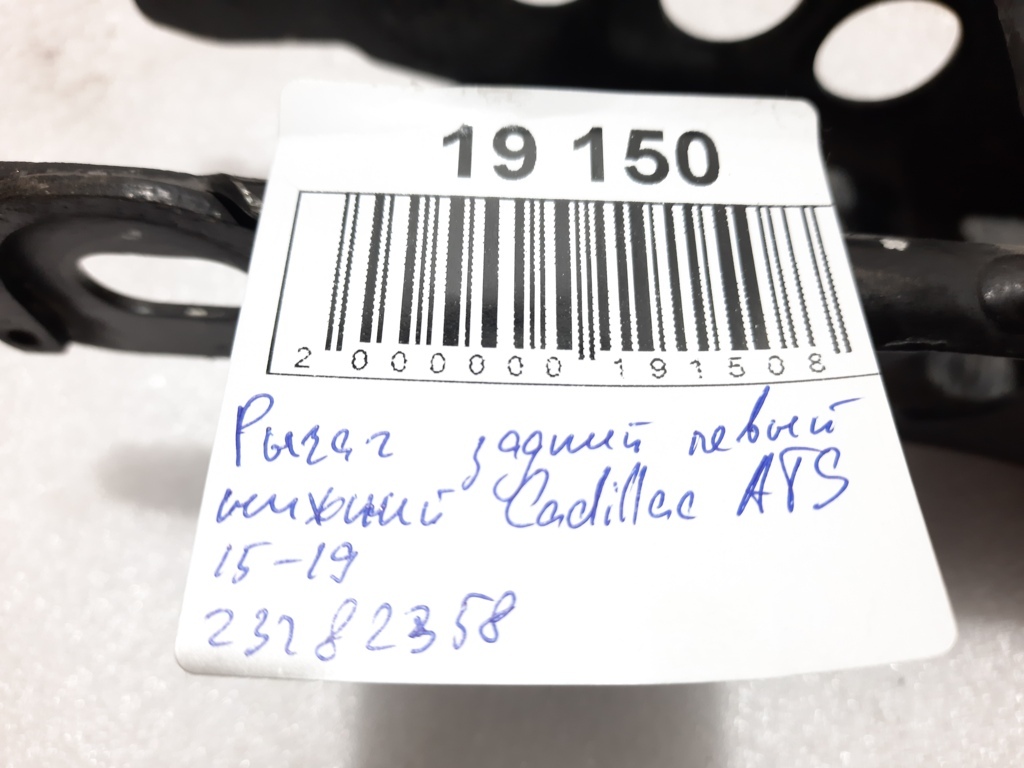 19 150
2 000000 191508
Рычаг задний левый
нижний Cadillac ATS
15-19
23282358